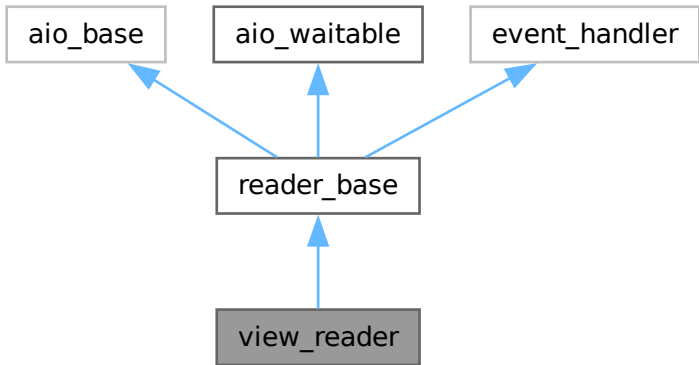 aio_base
aio_waitable
event_handler
reader_base
view_reader